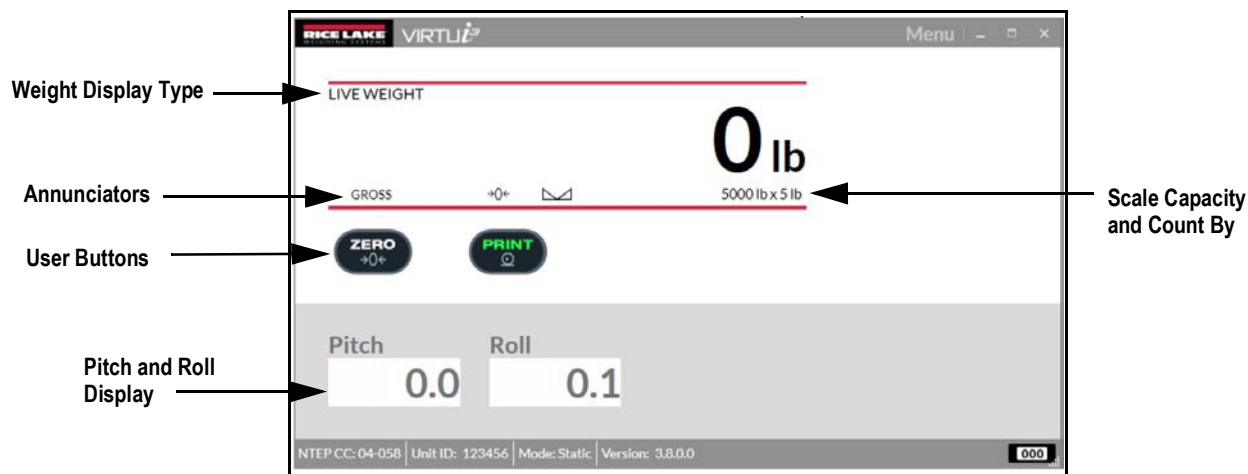 RICE LAKE
WEIGHING SYSTEMS
VIRTUi³
Menu
Weight Display Type
LIVE WEIGHT
0 lb
Annunciators
GROSS
→0←
5000 lb x 5 lb
Scale Capacity
and Count By
User Buttons
ZERO
→0←
PRINT
Pitch
Roll
Pitch and Roll
Display
0.0
0.1
NTEP CC: 04-058
Unit ID: 123456
Mode: Static
Version: 3.8.0.0
000